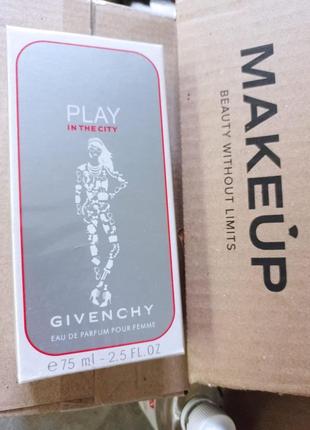 PLAY
IN THE CITY
GIVENCHY
EAU DE PARFUM POUR FEMME
e 75 ml - 2.5 FL.OZ
MAKEUP
BEAUTY WITHOUT LIMITS